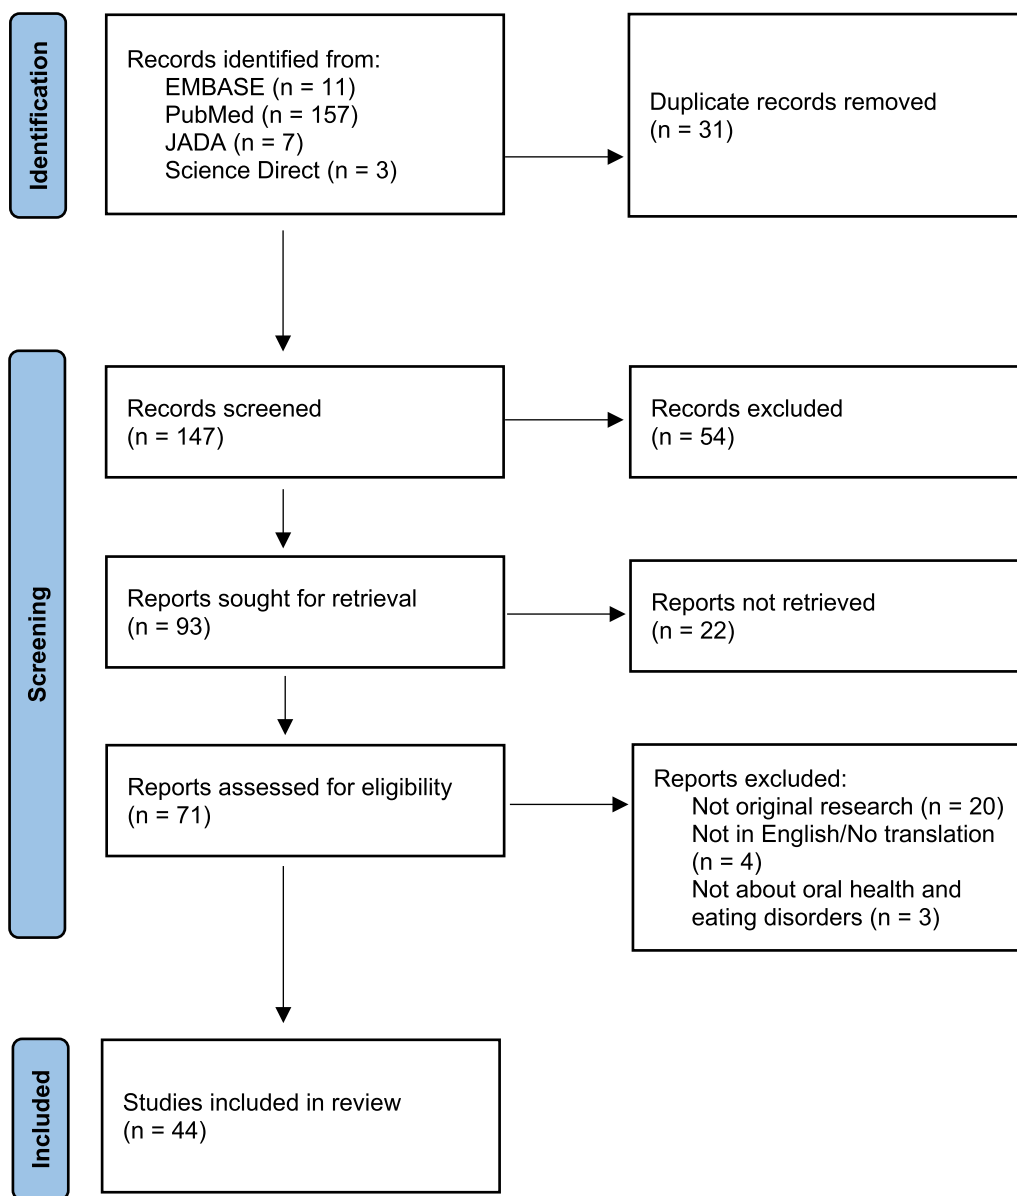 Identification
Records identified from:
EMBASE (n = 11)
PubMed (n = 157)
JADA (n = 7)
Science Direct (n = 3)
Duplicate records removed
(n = 31)
Screening
Records screened
(n = 147)
Records excluded
(n = 54)
Reports sought for retrieval
(n = 93)
Reports not retrieved
(n = 22)
Reports assessed for eligibility
(n = 71)
Reports excluded:
Not original research (n = 20)
Not in English/No translation
(n = 4)
Not about oral health and
eating disorders (n = 3)
Included
Studies included in review
(n = 44)